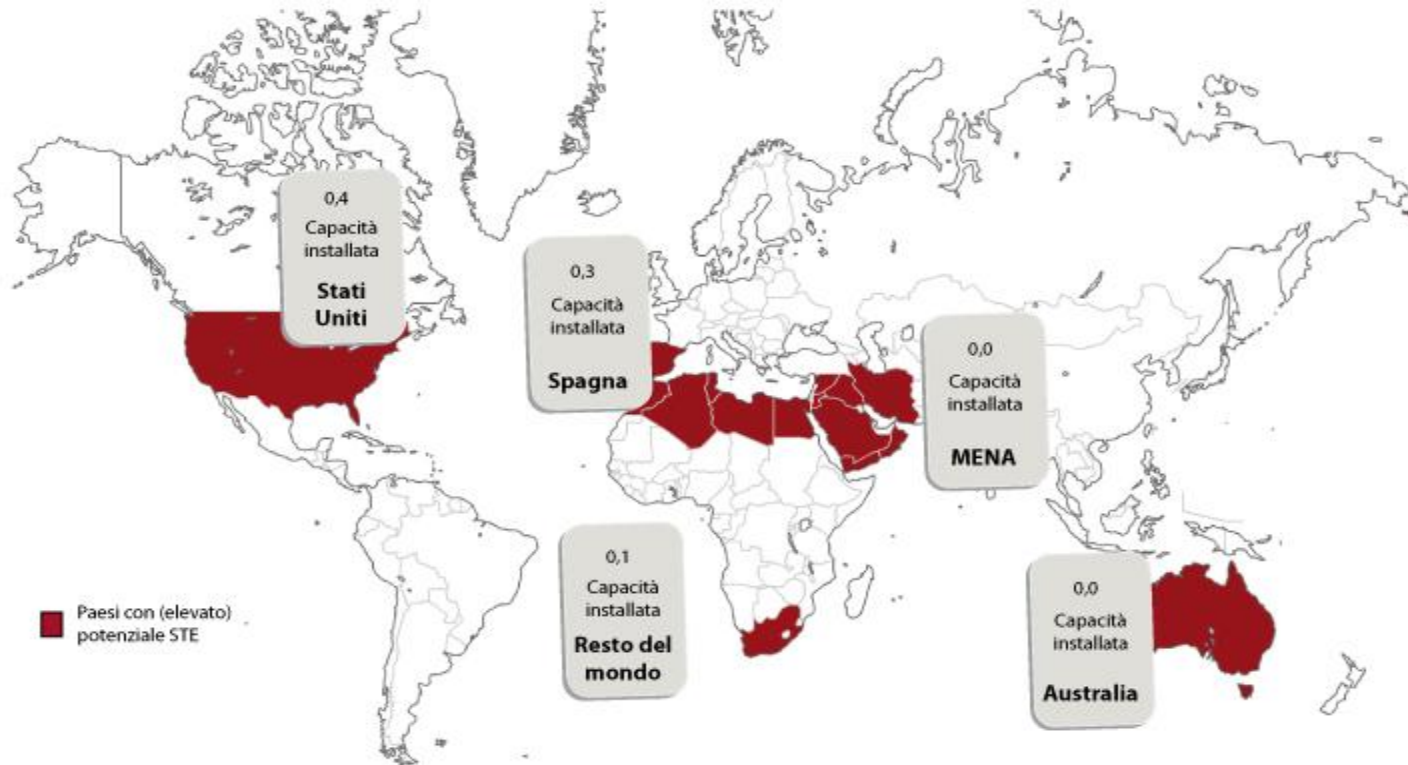 0,4
Capacità
installata
Stati
Uniti
0,3
Capacità
installata
Spagna
0,0
Capacità
installata
MENA
0,1
Capacità
installata
Resto del
mondo
0,0
Capacità
installata
Australia
Paesi con (elevato)
potenziale STE